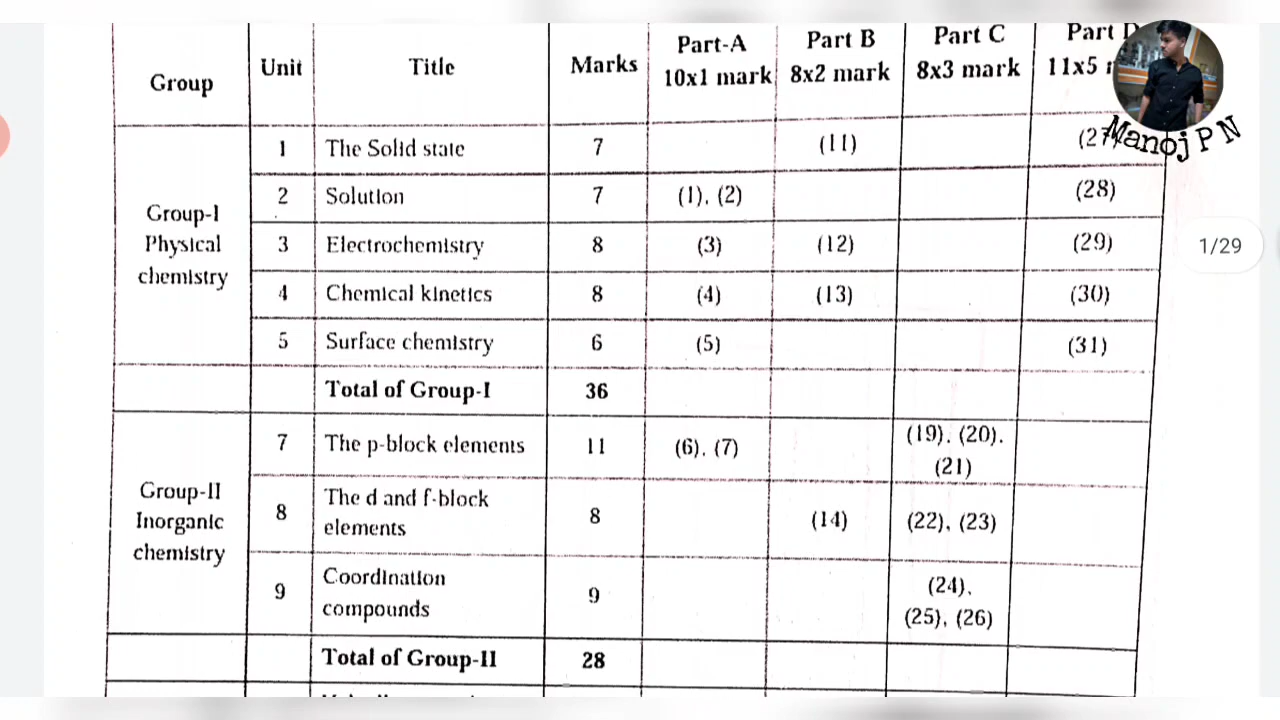 Group Unit Title Marks Part-A 10x1 mark Part B 8x2 mark Part C 8x3 mark Part D 11x5
Group-I Physical chemistry
1 The Solid state 7 (11) (27)
2 Solution 7 (1), (2) (28)
3 Electrochemistry 8 (3) (12) (29)
4 Chemical kinetics 8 (4) (13) (30)
5 Surface chemistry 6 (5) (31)
Total of Group-I 36
Group-II Inorganic chemistry
7 The p-block elements 11 (6), (7) (19), (20), (21)
8 The d and f-block elements 8 (14) (22), (23)
9 Coordination compounds 9 (24), (25), (26)
Total of Group-II 28
Manoj P N
1/29